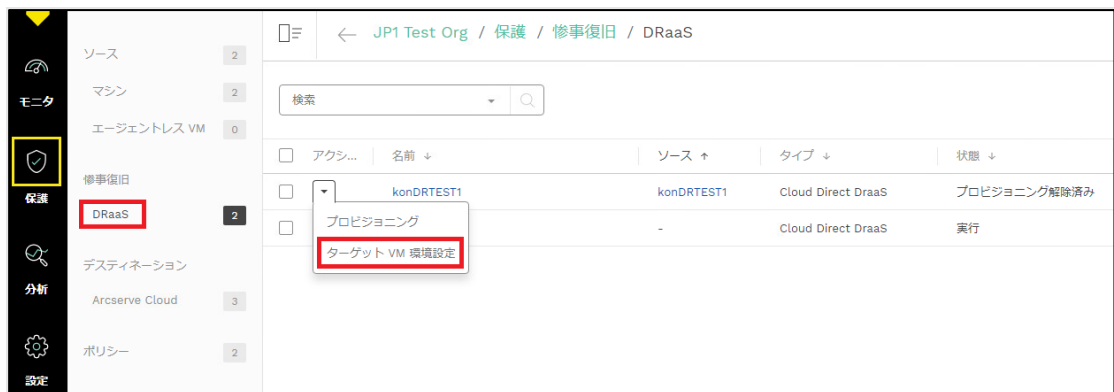 JP1 Test Org / 保護 / 惨事復旧 / DRaaS
モニタ
保護
分析
設定
ソース 2
マシン 2
エージェントレス VM 0
惨事復旧
DRaaS 2
デスティネーション
Arcserve Cloud 3
ポリシー 2
検索
アクシ... 名前 ソース タイプ 状態
konDRTEST1 konDRTEST1 Cloud Direct DraaS プロビジョニング解除済み
- Cloud Direct DraaS 実行
プロビジョニング
ターゲット VM 環境設定